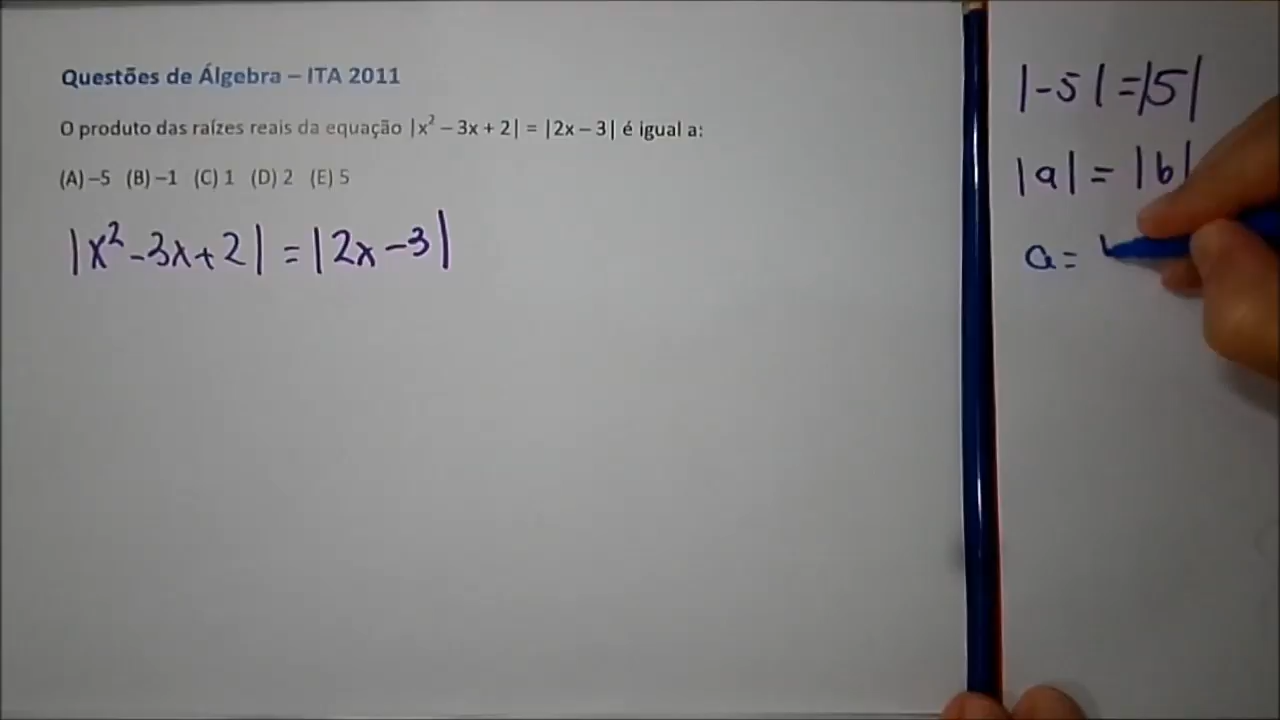 Questões de Álgebra – ITA 2011
O produto das raízes reais da equação |x² – 3x + 2| = |2x – 3| é igual a:
(A) –5 (B) –1 (C) 1 (D) 2 (E) 5
|x² - 3x + 2| = |2x - 3|
|-5| = |5|
|a| = |b|
a =